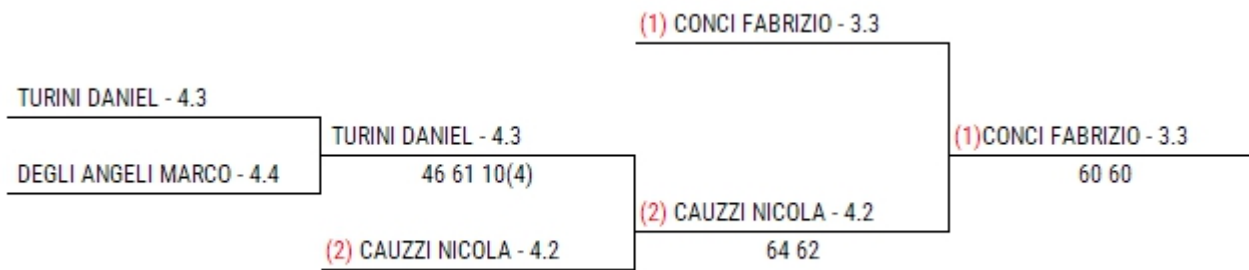 (1) CONCI FABRIZIO - 3.3
TURINI DANIEL - 4.3
TURINI DANIEL - 4.3
(1)CONCI FABRIZIO - 3.3
DEGLI ANGELI MARCO - 4.4
46 61 10(4)
60 60
(2) CAUZZI NICOLA - 4.2
(2) CAUZZI NICOLA - 4.2
64 62